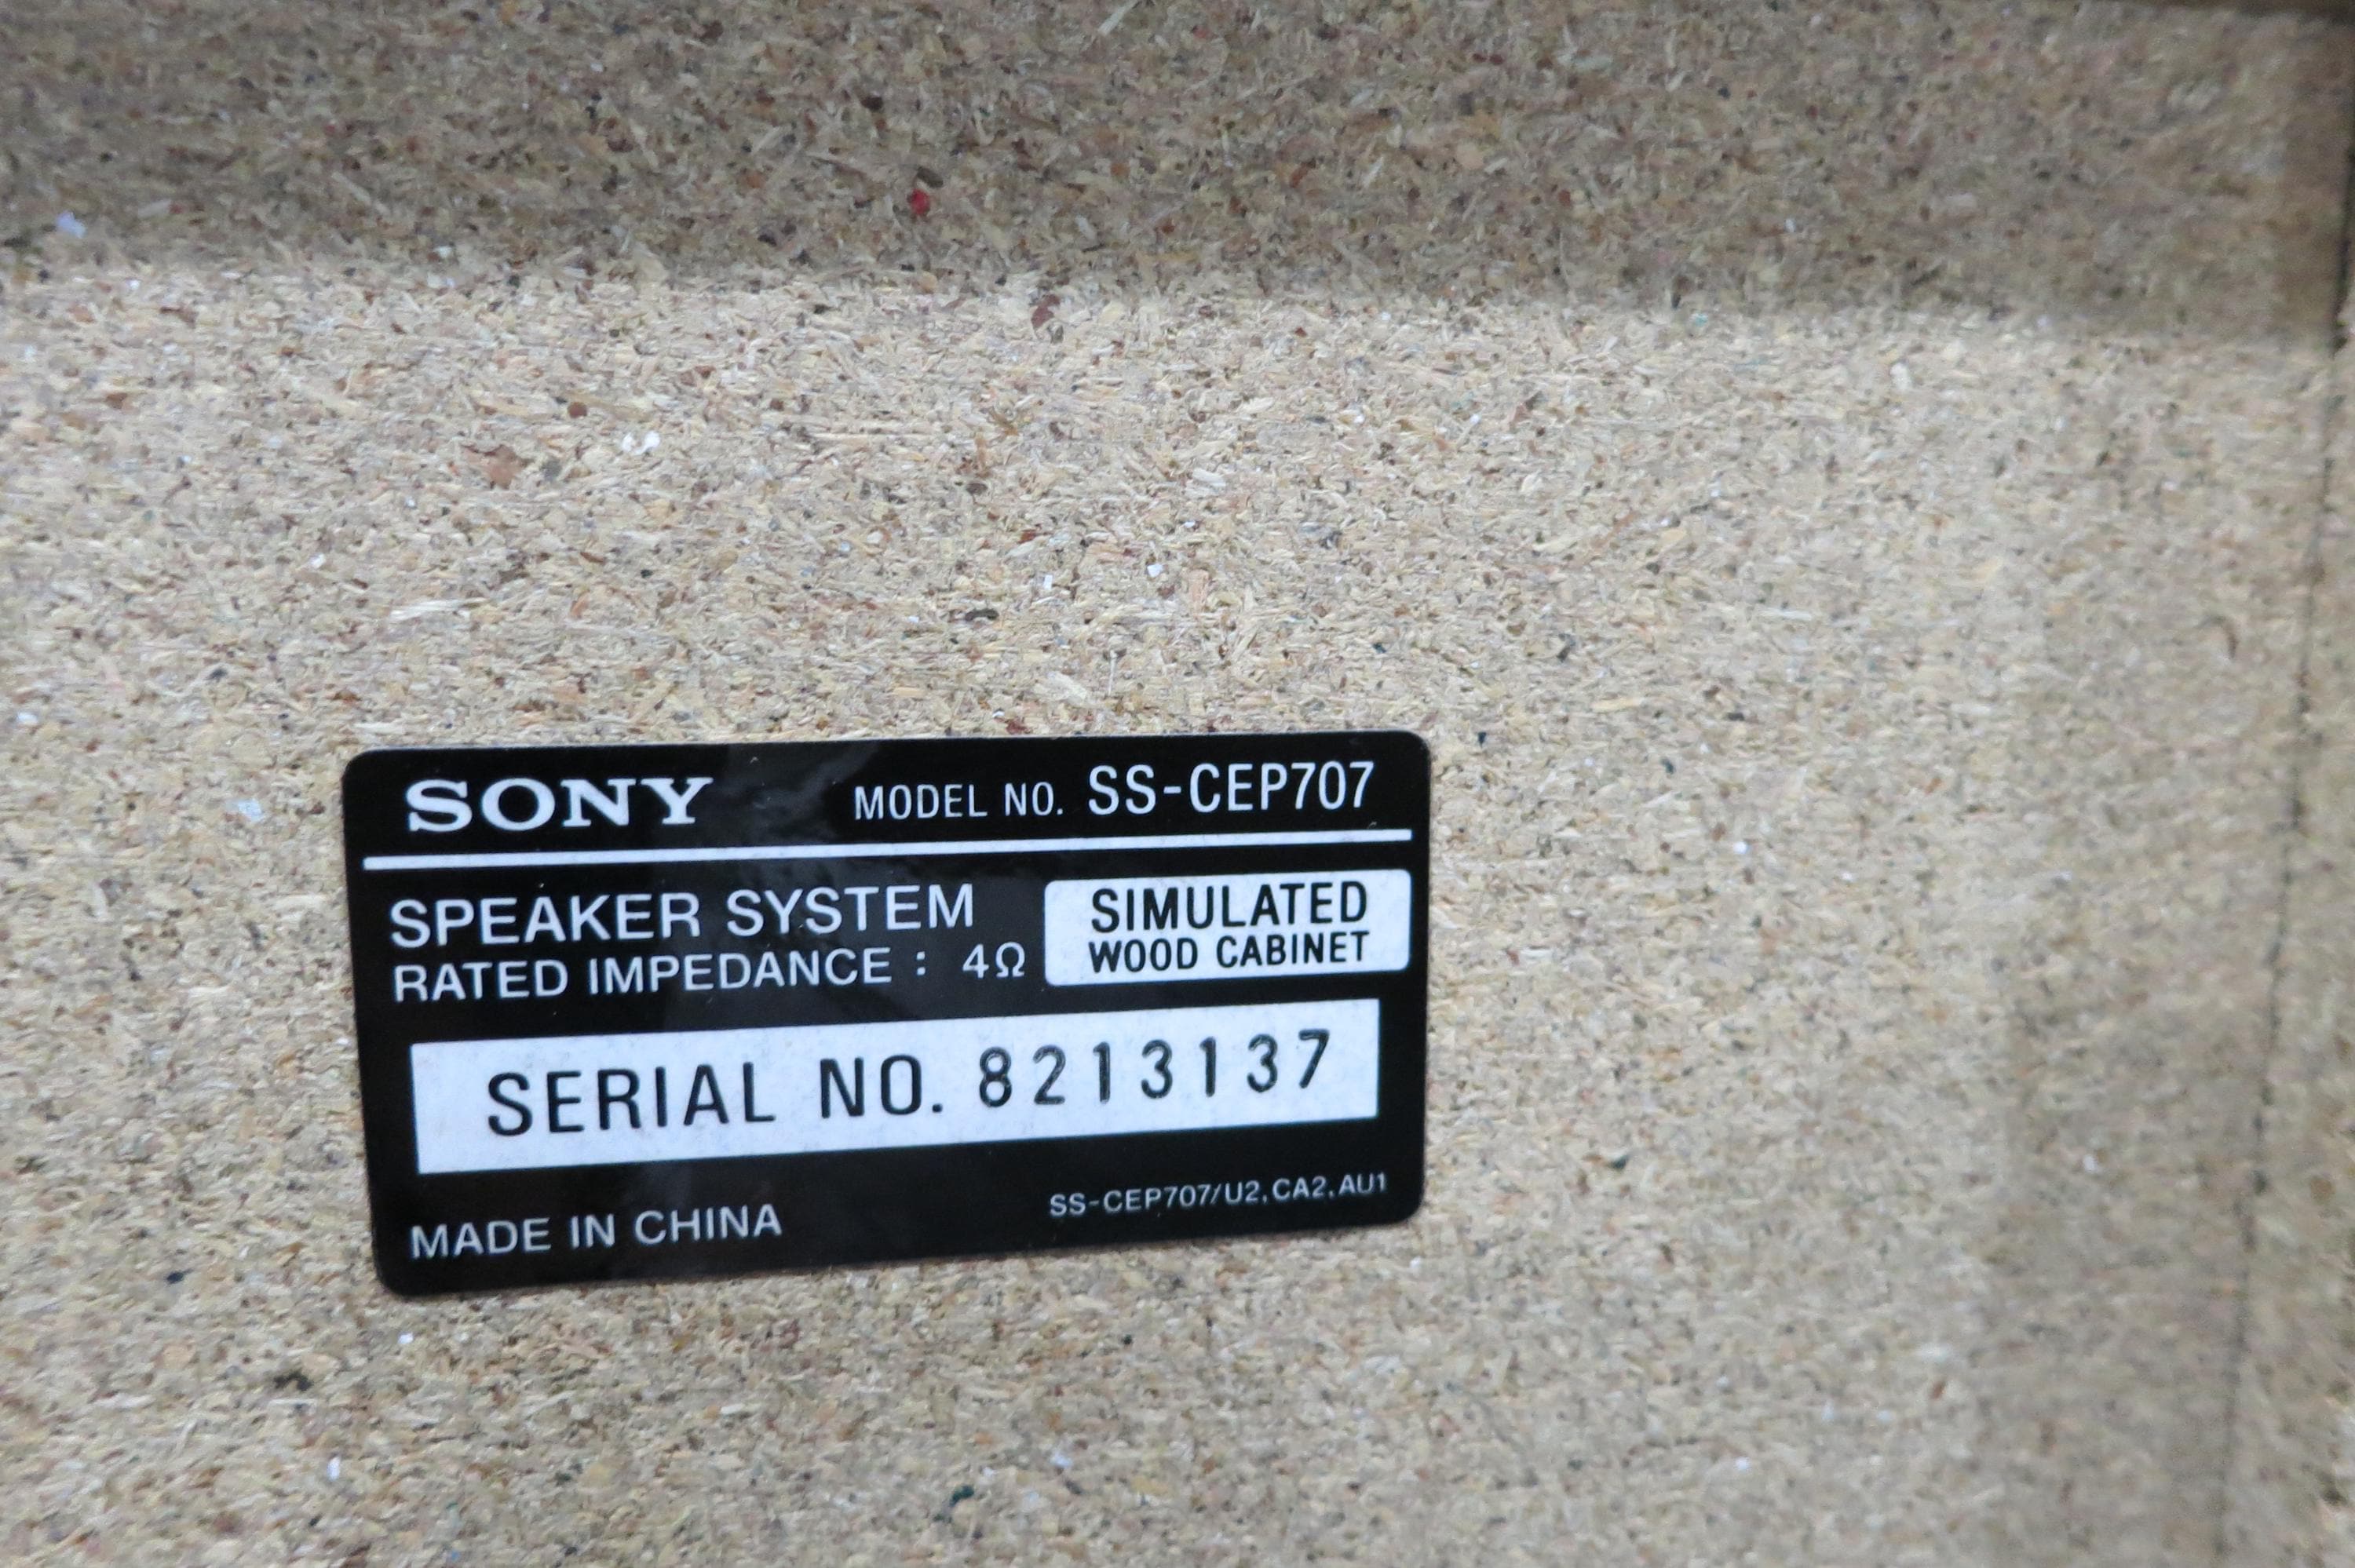 SONY MODEL NO. SS-CEP707
SPEAKER SYSTEM
RATED IMPEDANCE : 4Ω
SIMULATED
WOOD CABINET
SERIAL NO. 8213137
MADE IN CHINA
SS-CEP707/U2.CA2.AU1